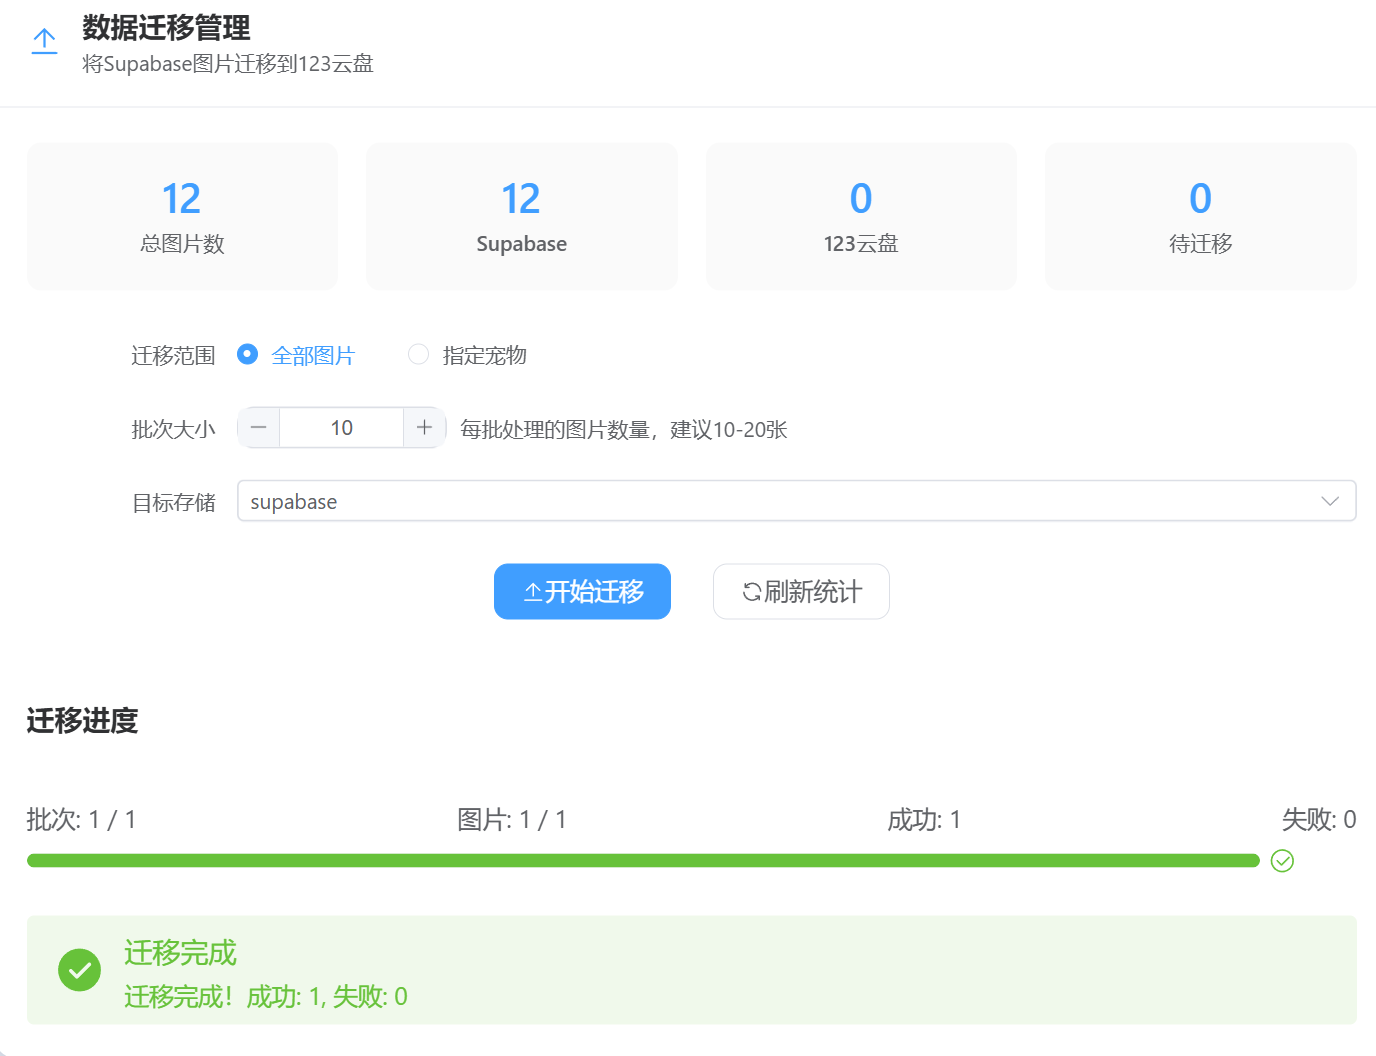 数据迁移管理
将Supabase图片迁移到123云盘
12
总图片数
12
Supabase
0
123云盘
0
待迁移
迁移范围 全部图片 指定宠物
批次大小 10 每批处理的图片数量，建议10-20张
目标存储 supabase
开始迁移 刷新统计
迁移进度
批次: 1 / 1 图片: 1 / 1 成功: 1 失败: 0
迁移完成
迁移完成！成功: 1, 失败: 0